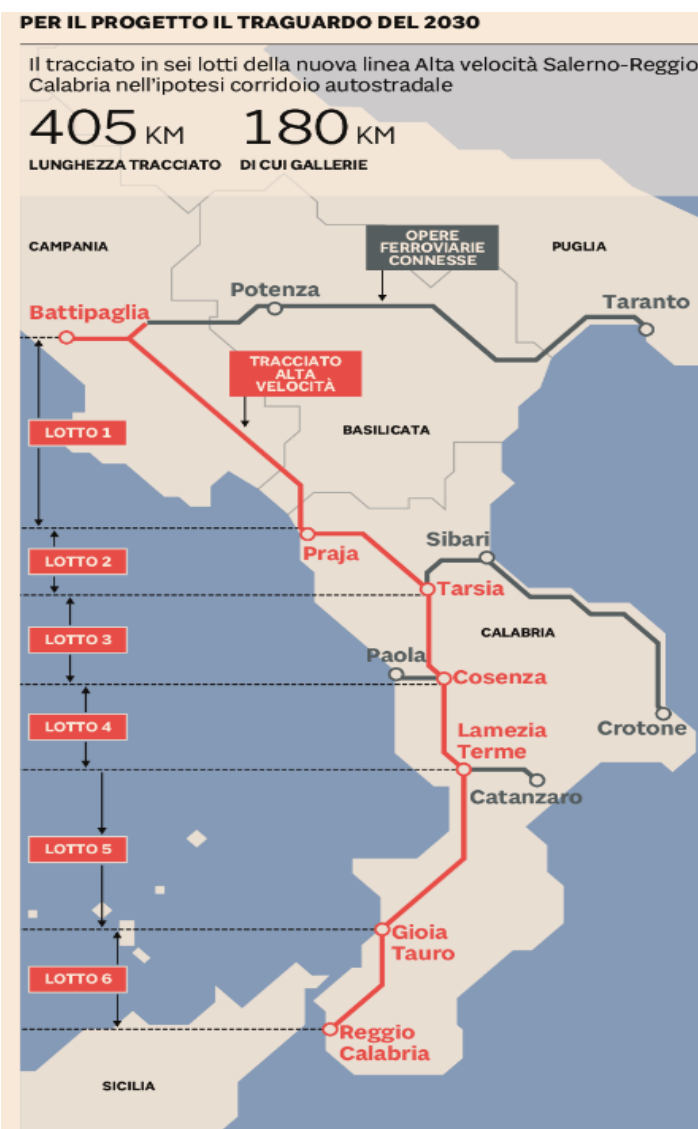 PER IL PROGETTO IL TRAGUARDO DEL 2030
Il tracciato in sei lotti della nuova linea Alta velocità Salerno-Reggio
Calabria nell'ipotesi corridoio autostradale
405 KM
LUNGHEZZA TRACCIATO
180 KM
DI CUI GALLERIE
CAMPANIA
OPERE
FERROVIARIE
CONNESSE
PUGLIA
Potenza
Taranto
Battipaglia
TRACCIATO
ALTA
VELOCITÀ
LOTTO 1
BASILICATA
Praja
Sibari
LOTTO 2
Tarsia
LOTTO 3
CALABRIA
Paola
Cosenza
LOTTO 4
Lamezia
Terme
Crotone
Catanzaro
LOTTO 5
Gioia
Tauro
LOTTO 6
Reggio
Calabria
SICILIA